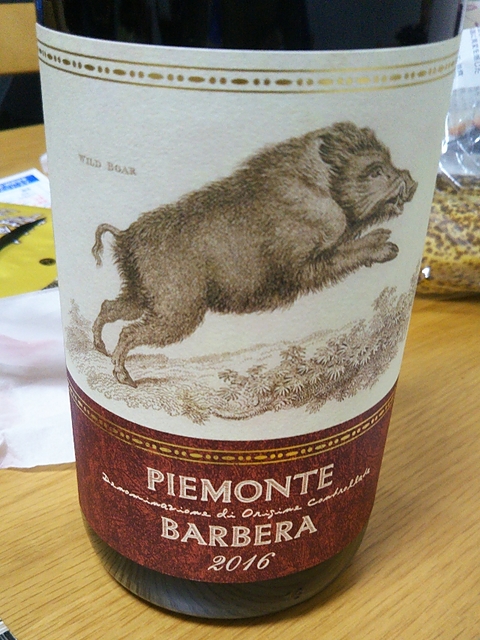 WILD BOAR
PIEMONTE
Denominazione di Origine Controllata
BARBERA
2016